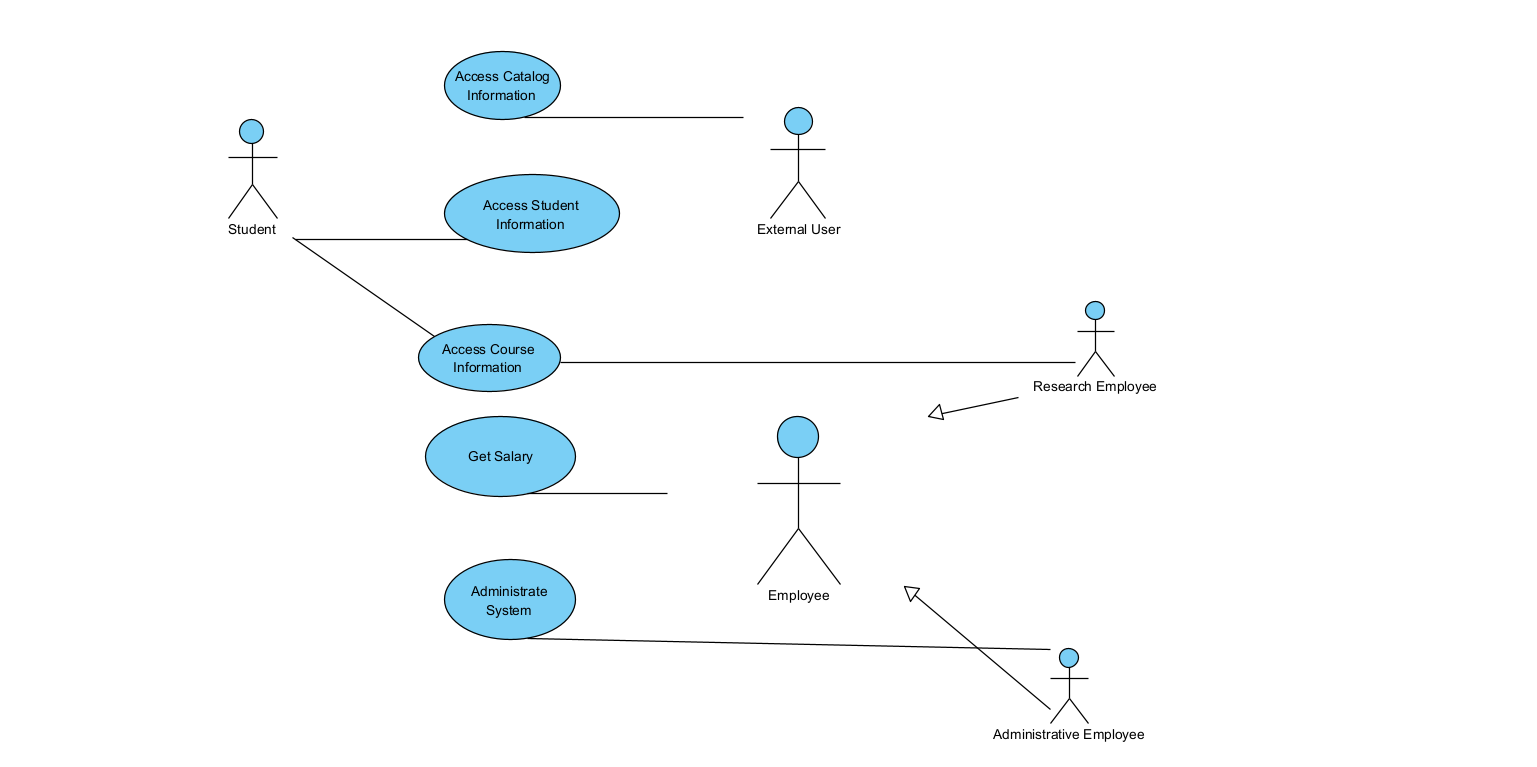 Access Catalog
Information
Student
Access Student
Information
External User
Access Course
Information
Research Employee
Get Salary
Employee
Administrate
System
Administrative Employee